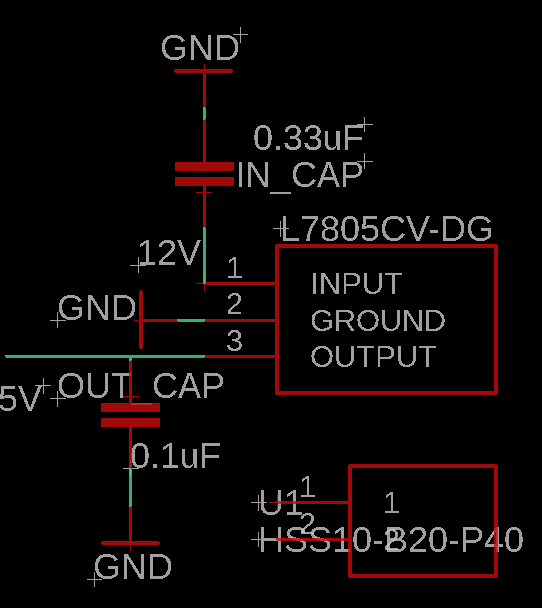 GND
0.33uF
IN_CAP
L7805CV-DG
12V
1
INPUT
GND
2
GROUND
3
OUTPUT
5V
OUT_CAP
0.1uF
U1
1
1
HSS10-B20-P40
2
2
GND